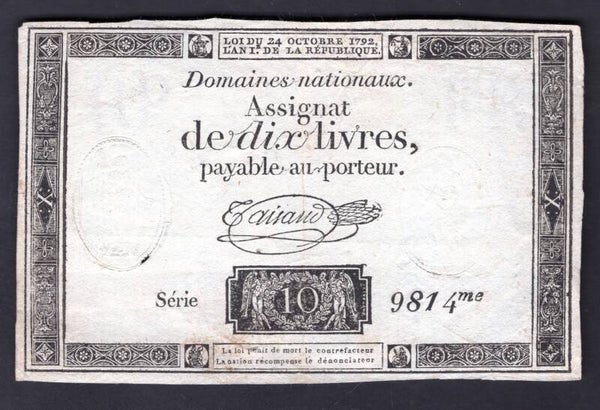 LOI DU 24 OCTOBRE 1792,
L'AN I.ᴱᴿ DE LA RÉPUBLIQUE.
Domaines nationaux.
Assignat
de dix livres,
payable au porteur.
Taisaud
Série 10 9814me
X X
La loi punit de mort le contrefacteur
La nation récompense le dénonciateur